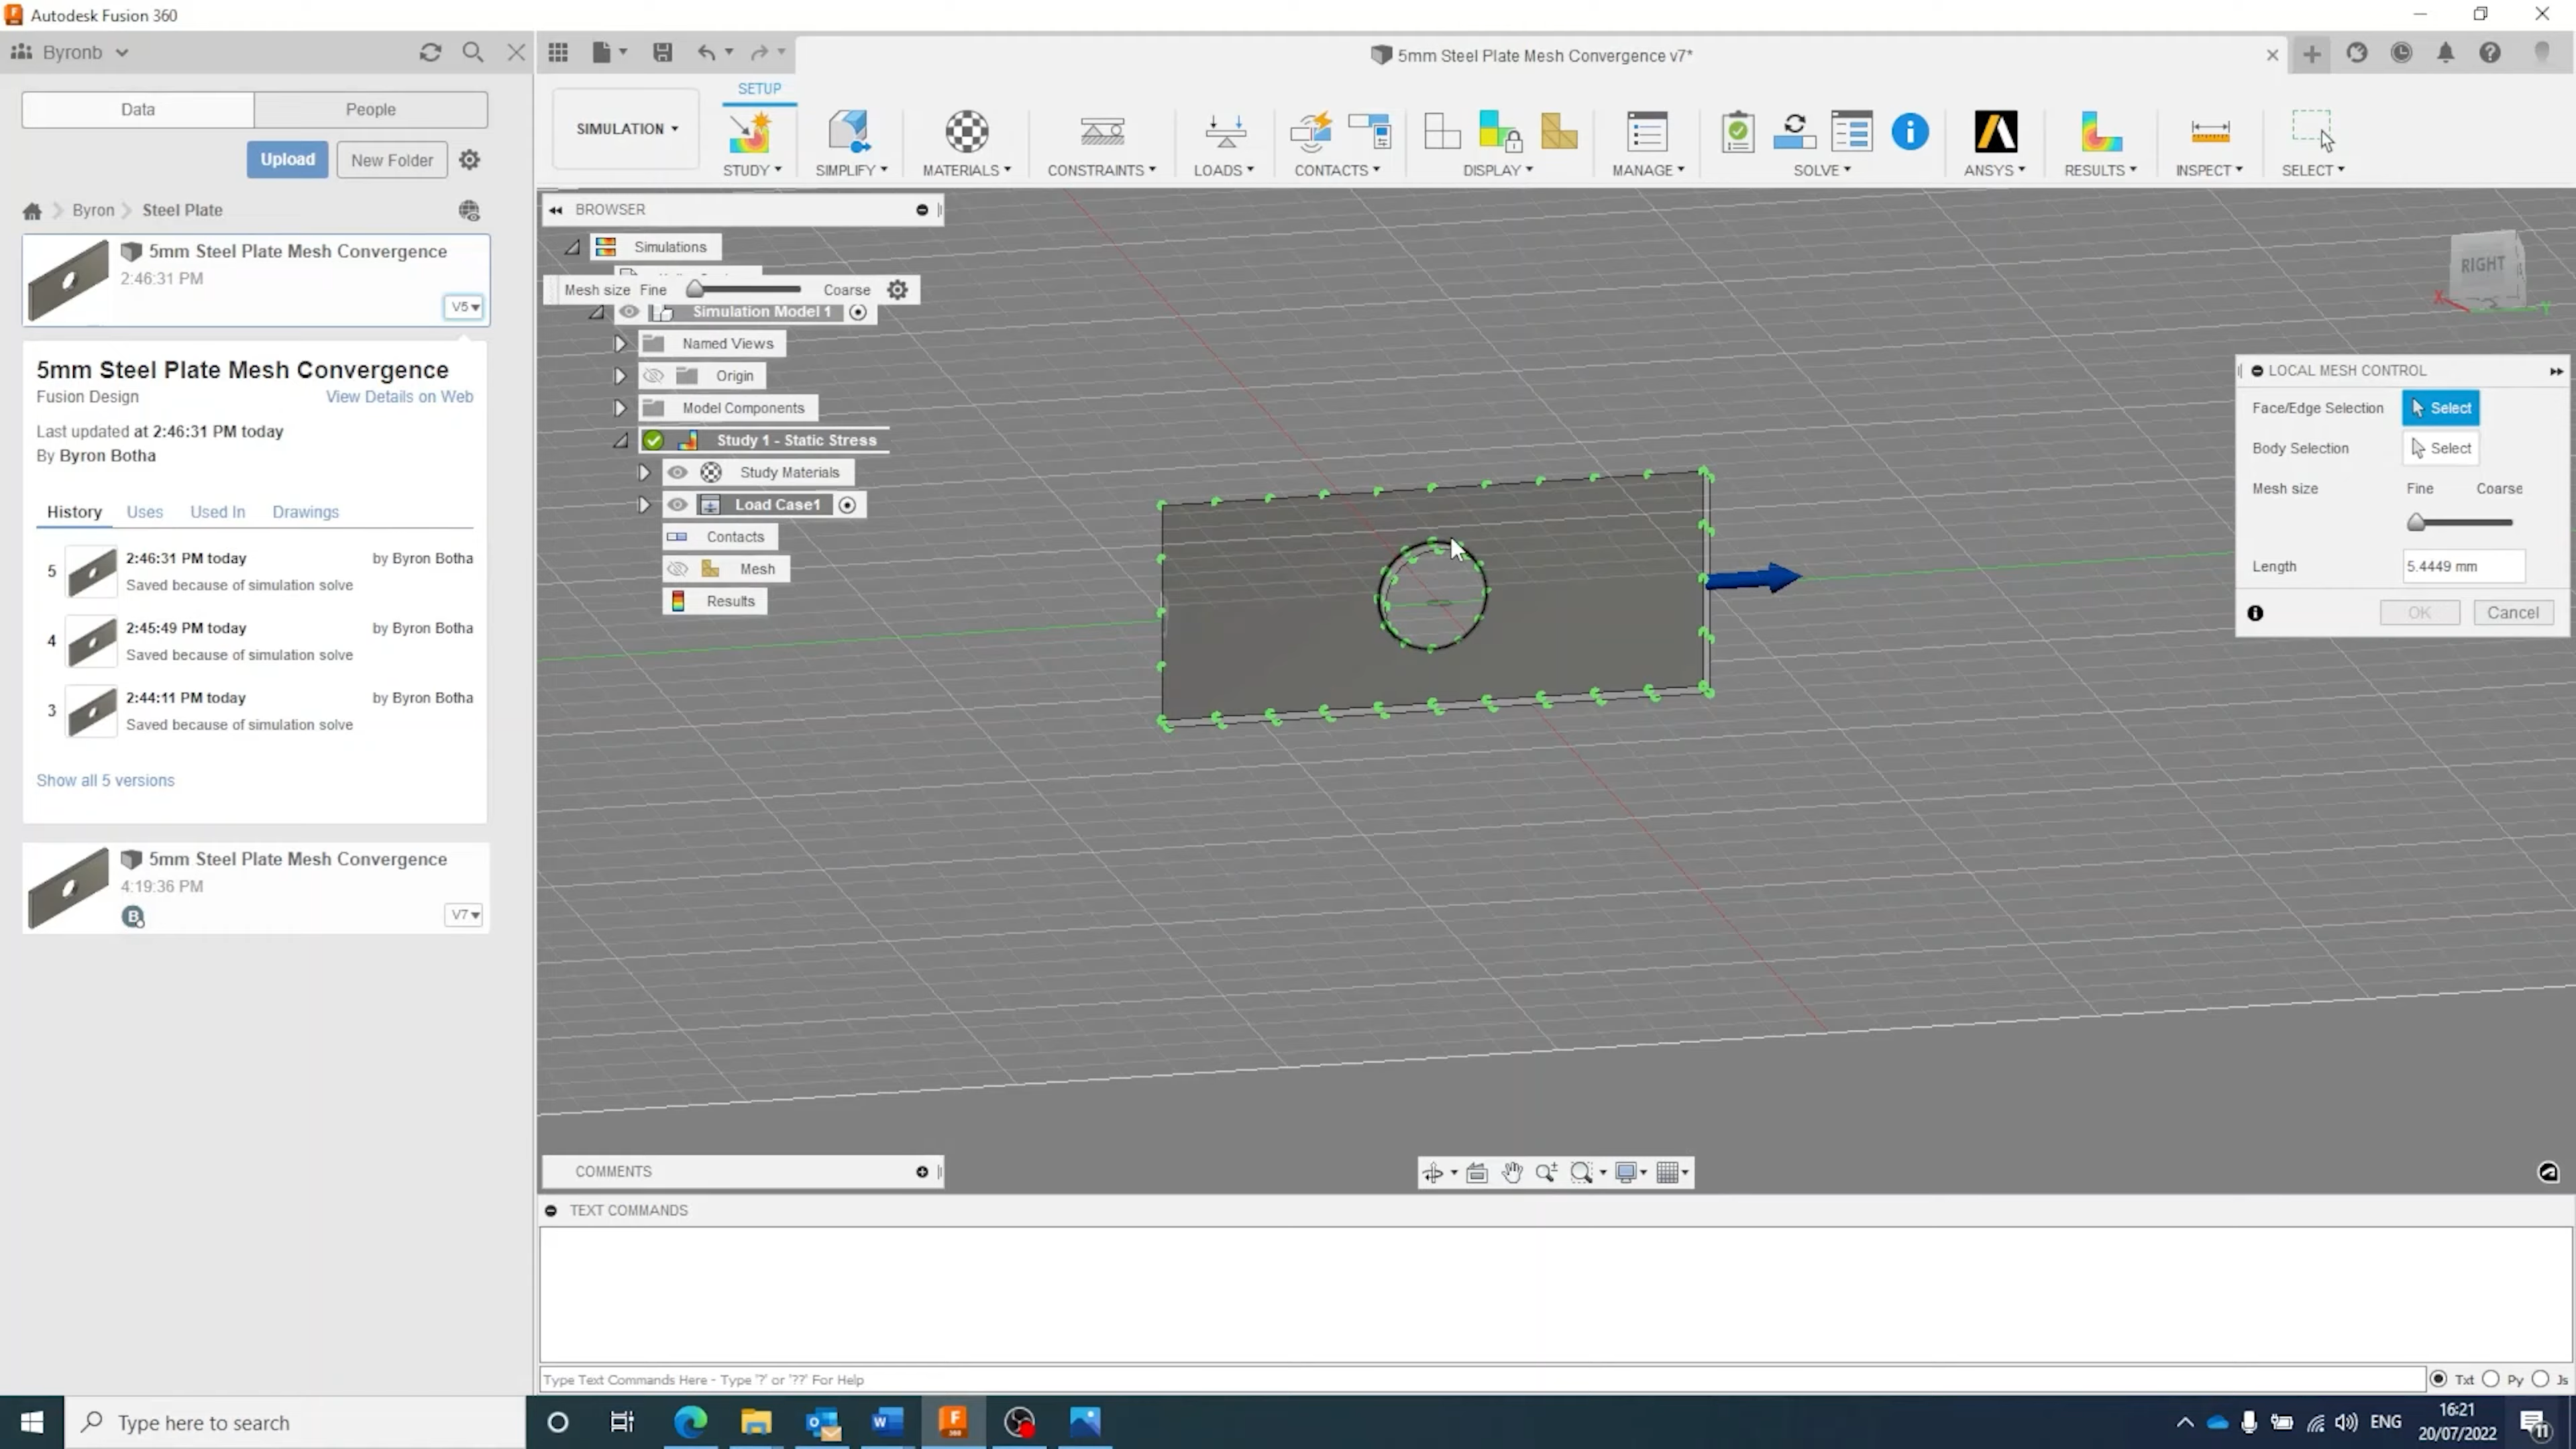 Autodesk Fusion 360
Byronb
5mm Steel Plate Mesh Convergence v7*
Data
People
Upload
New Folder
Byron
Steel Plate
5mm Steel Plate Mesh Convergence
2:46:31 PM
V5
5mm Steel Plate Mesh Convergence
Fusion Design
View Details on Web
Last updated at 2:46:31 PM today
By Byron Botha
History
Uses
Used In
Drawings
5
2:46:31 PM today
by Byron Botha
Saved because of simulation solve
4
2:45:49 PM today
by Byron Botha
Saved because of simulation solve
3
2:44:11 PM today
by Byron Botha
Saved because of simulation solve
Show all 5 versions
5mm Steel Plate Mesh Convergence
4:19:36 PM
B
V7
SETUP
SIMULATION
STUDY
SIMPLIFY
MATERIALS
CONSTRAINTS
LOADS
CONTACTS
DISPLAY
MANAGE
SOLVE
ANSYS
RESULTS
INSPECT
SELECT
BROWSER
Simulations
Mesh size Fine Coarse
Simulation Model 1
Named Views
Origin
Model Components
Study 1 - Static Stress
Study Materials
Load Case1
Contacts
Mesh
Results
RIGHT
X
Y
LOCAL MESH CONTROL
Face/Edge Selection
Select
Body Selection
Select
Mesh size
Fine
Coarse
Length
5.4449 mm
OK
Cancel
COMMENTS
TEXT COMMANDS
Type Text Commands Here - Type '?' or '??' For Help
Txt
Py
Js
Type here to search
ENG
16:21
20/07/2022
11